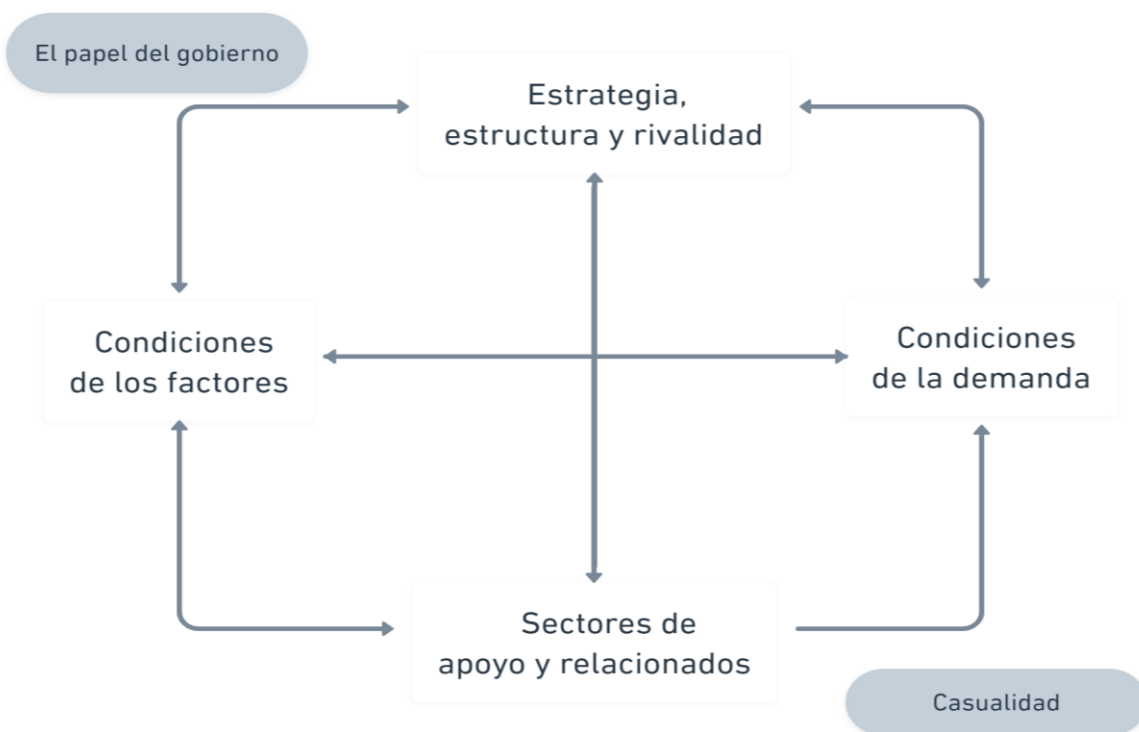 El papel del gobierno
Estrategia,
estructura y rivalidad
Condiciones
de los factores
Condiciones
de la demanda
Sectores de
apoyo y relacionados
Casualidad